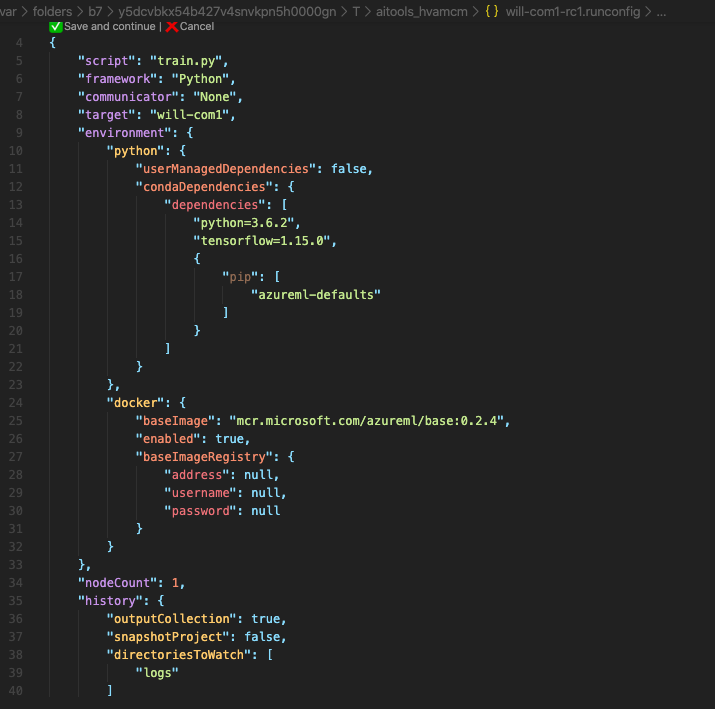 var > folders > b7 > y5dcvbkx54b427v4snvkpn5h0000gn > T > aitools_hvamcm > {} will-com1-rc1.runconfig > ...
✅Save and continue | ❌Cancel
4 {
5 "script": "train.py",
6 "framework": "Python",
7 "communicator": "None",
8 "target": "will-com1",
9 "environment": {
10 "python": {
11 "userManagedDependencies": false,
12 "condaDependencies": {
13 "dependencies": [
14 "python=3.6.2",
15 "tensorflow=1.15.0",
16 {
17 "pip": [
18 "azureml-defaults"
19 ]
20 }
21 ]
22 }
23 },
24 "docker": {
25 "baseImage": "mcr.microsoft.com/azureml/base:0.2.4",
26 "enabled": true,
27 "baseImageRegistry": {
28 "address": null,
29 "username": null,
30 "password": null
31 }
32 }
33 },
34 "nodeCount": 1,
35 "history": {
36 "outputCollection": true,
37 "snapshotProject": false,
38 "directoriesToWatch": [
39 "logs"
40 ]